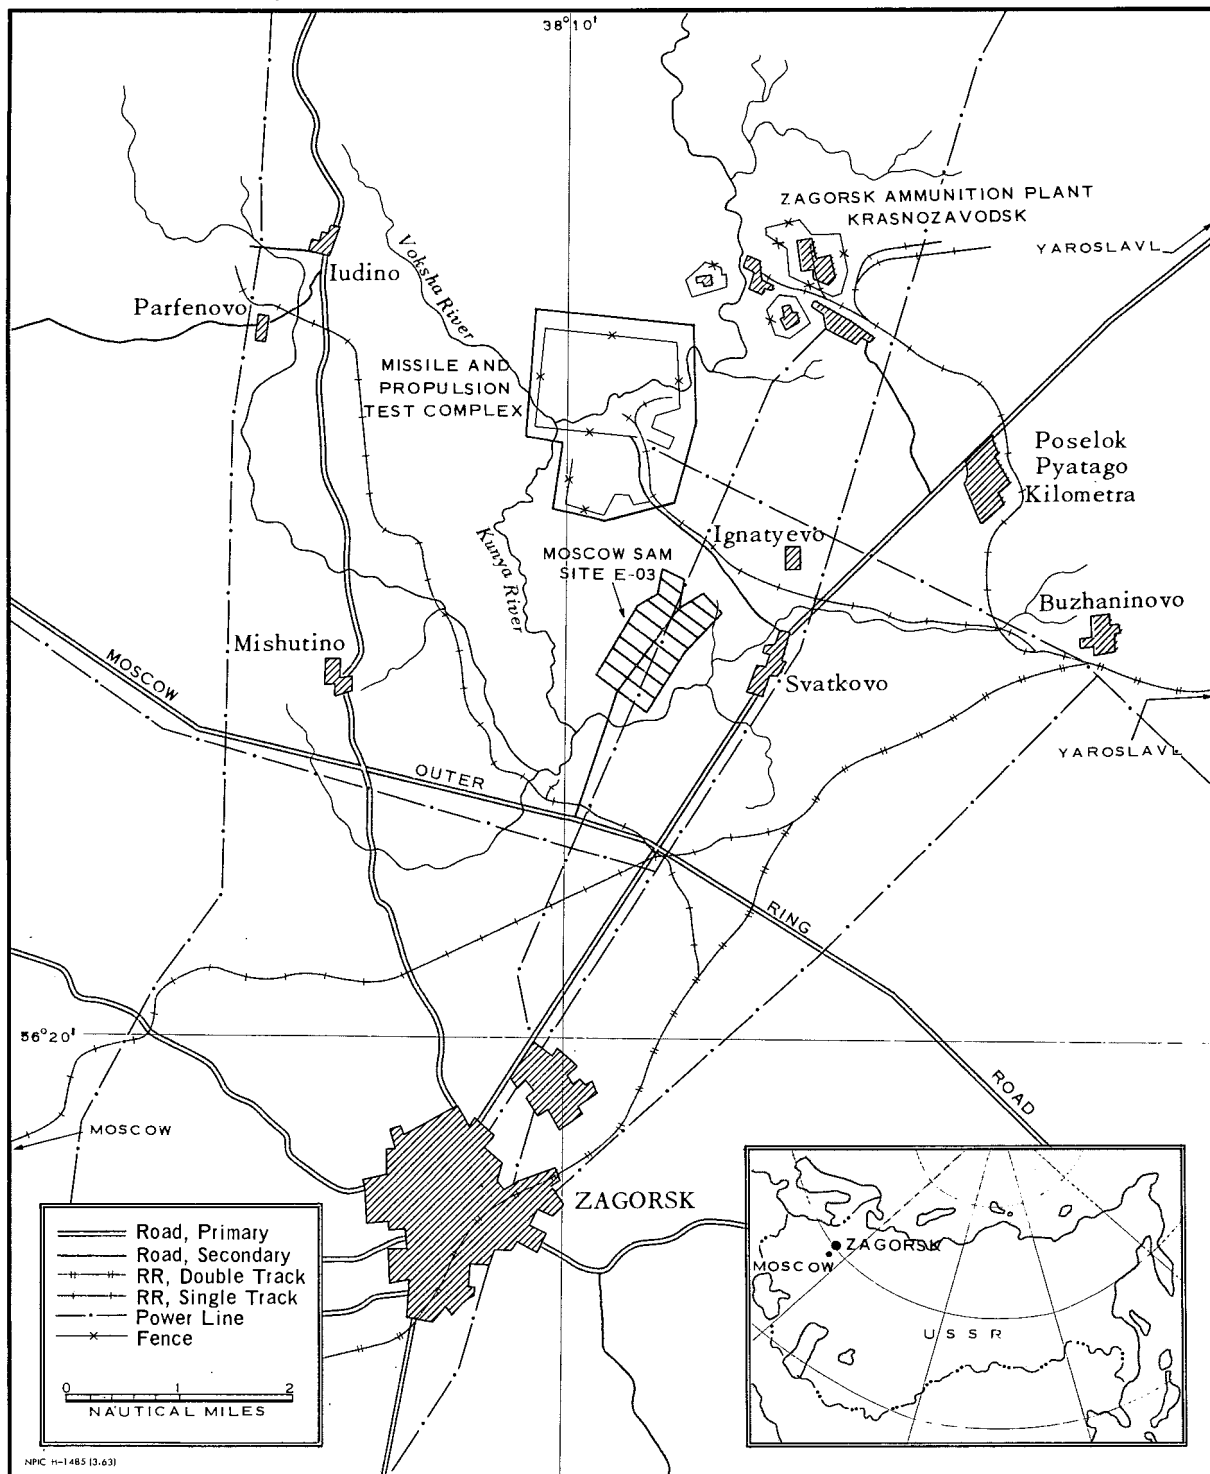 38°10'
ZAGORSK AMMUNITION PLANT
KRASNOZAVODSK
YAROSLAVL
Voksha River
Iudino
Parfenovo
MISSILE AND
PROPULSION
TEST COMPLEX
Poselok
Pyatago
Kilometra
Ignatyevo
Kunya River
MOSCOW SAM
SITE E-03
Buzhaninovo
Mishutino
MOSCOW
Svatkovo
YAROSLAVL
OUTER
RING
56°20'
ROAD
MOSCOW
ZAGORSK
Road, Primary
Road, Secondary
RR, Double Track
RR, Single Track
Power Line
Fence
0 1 2
NAUTICAL MILES
ZAGORSK
MOSCOW
USSR
NPIC H-1485 (3.63)